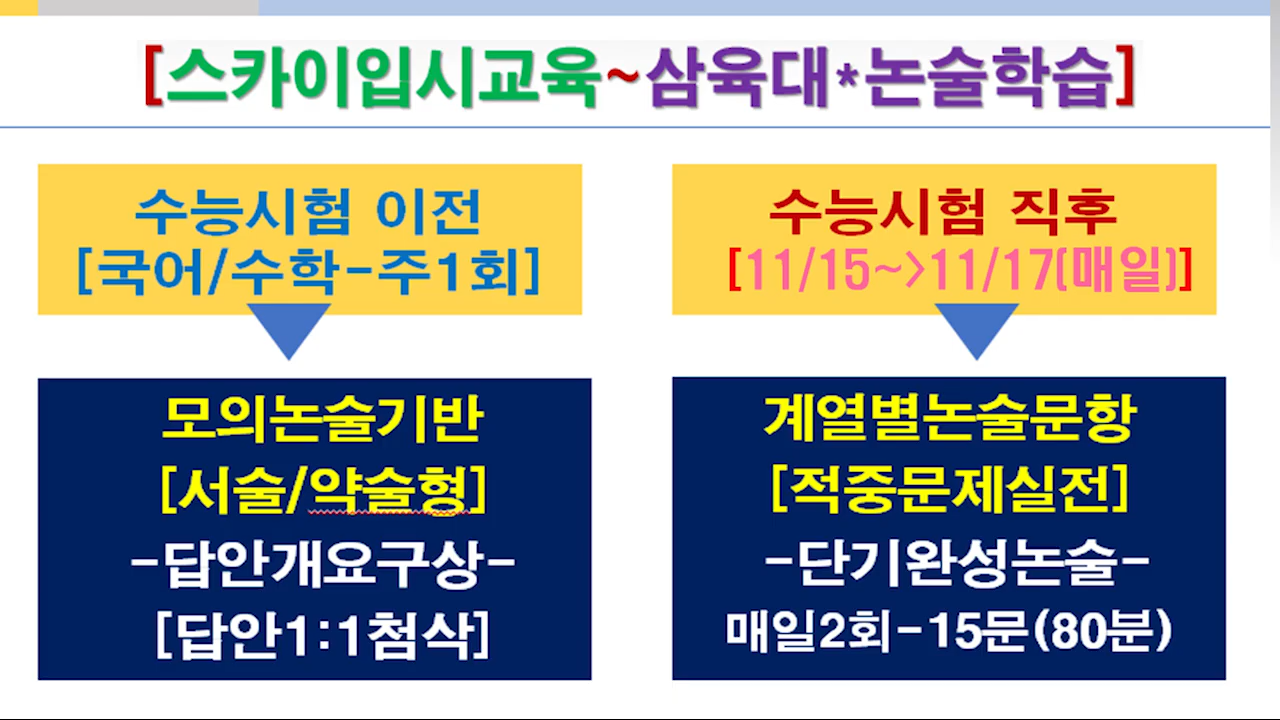 [스카이입시교육~삼육대*논술학습]
수능시험 이전
[국어/수학-주1회]
모의논술기반
[서술/약술형]
-답안개요구상-
[답안1:1첨삭]
수능시험 직후
[11/15~>11/17(매일)]
계열별논술문항
[적중문제실전]
-단기완성논술-
매일2회-15문(80분)